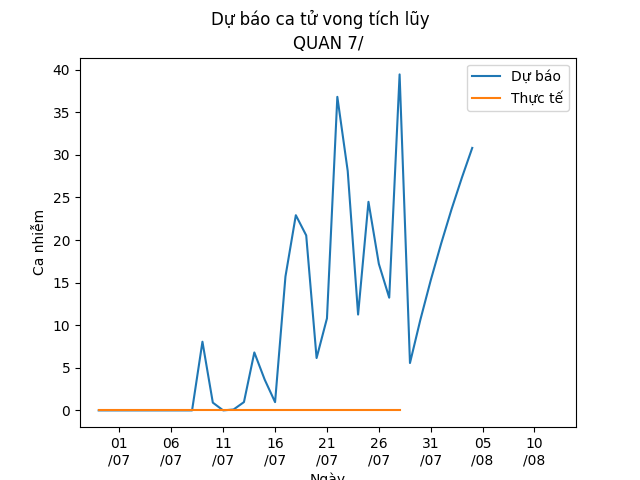 Dự báo ca tử vong tích lũy
QUAN 7/
Dự báo
Thực tế
Ca nhiễm
40
35
30
25
20
15
10
5
0
01 06 11 16 21 26 31 05 10
/07 /07 /07 /07 /07 /07 /07 /08 /08
Ngày